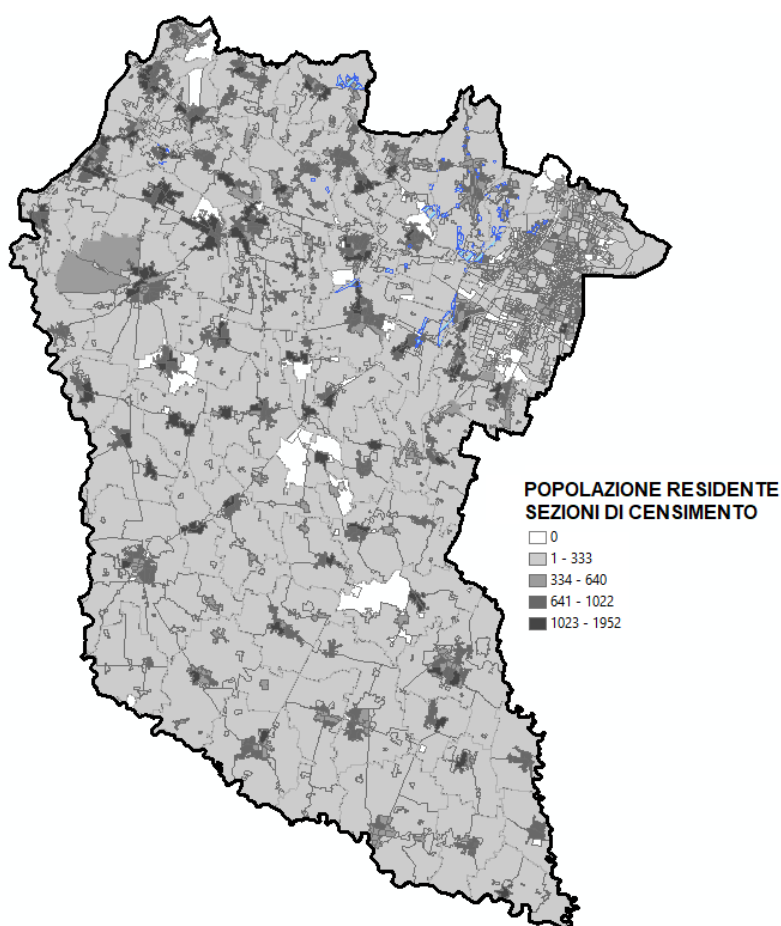 POPOLAZIONE RESIDENTE
SEZIONI DI CENSIMENTO
0
1 - 333
334 - 640
641 - 1022
1023 - 1952